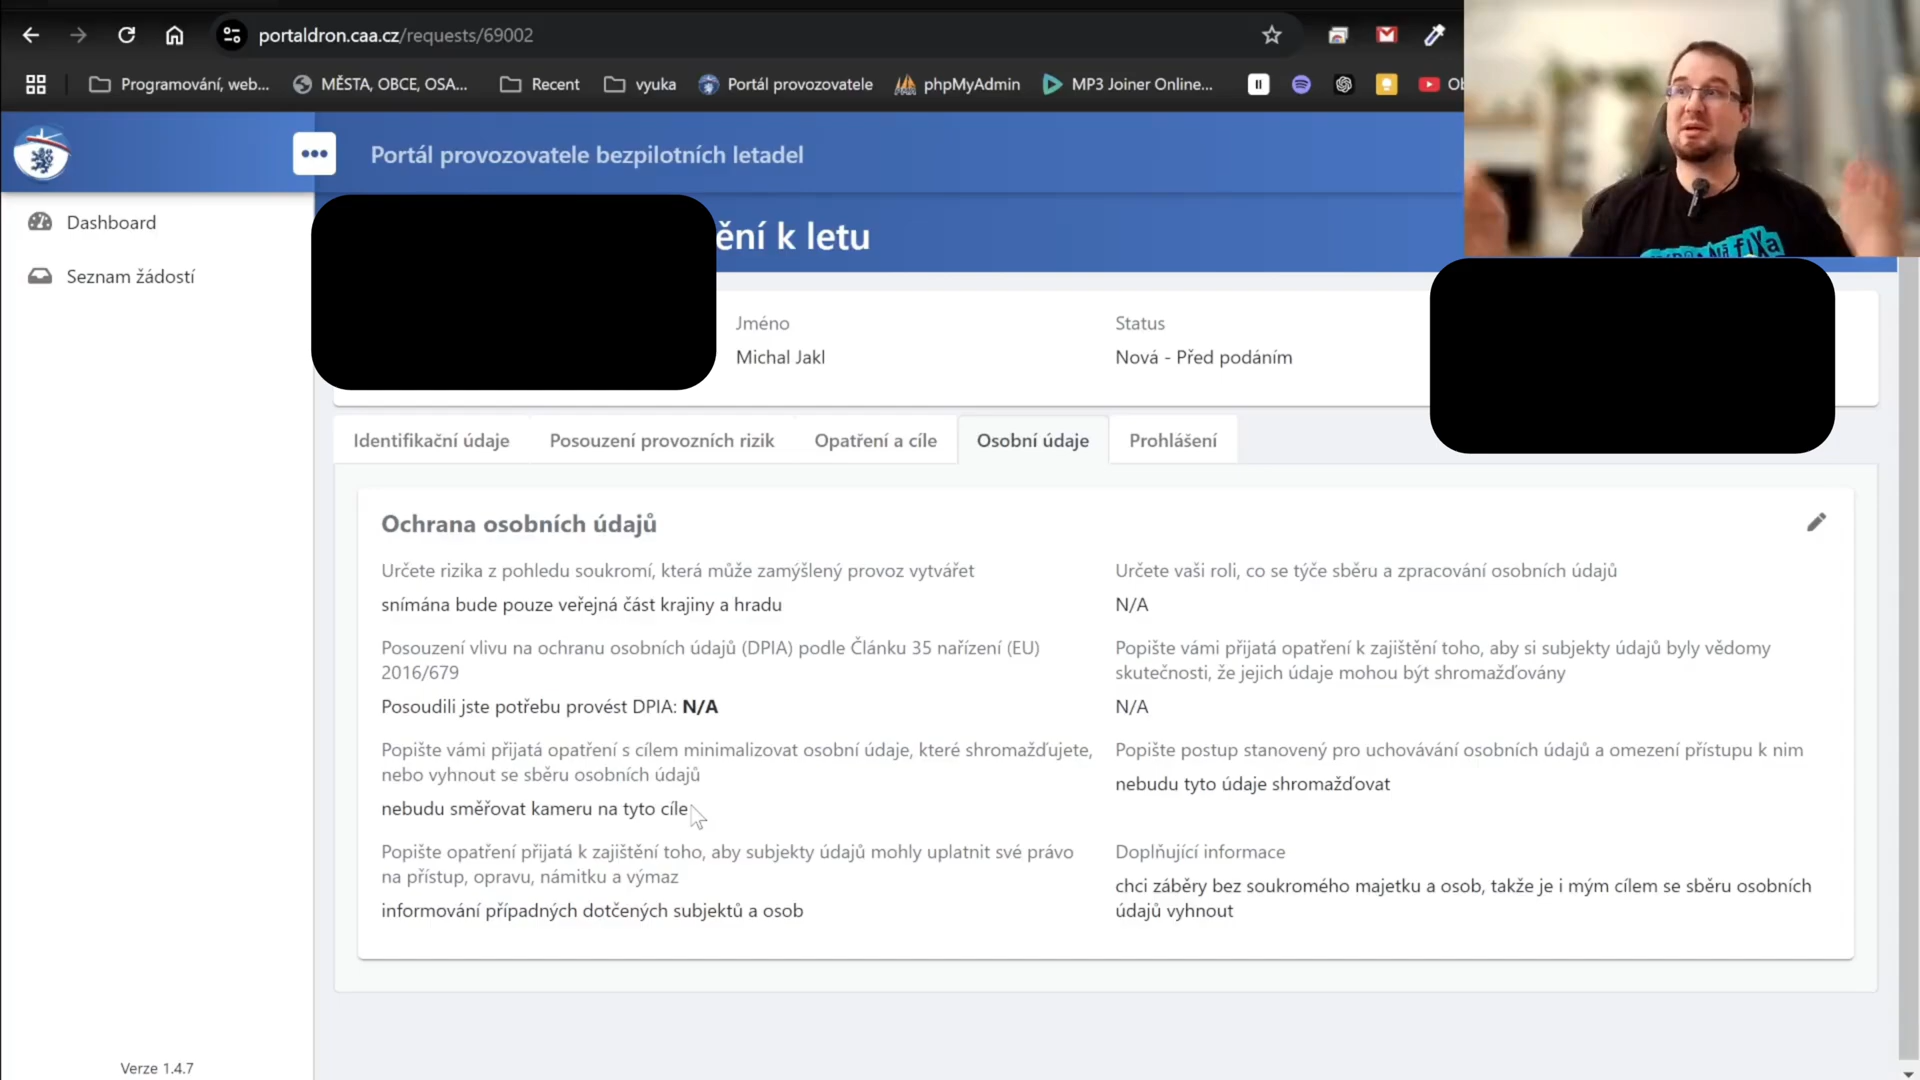 portaldron.caa.cz/requests/69002
Programování, web...
MĚSTA, OBCE, OSA...
Recent
vyuka
Portál provozovatele
phpMyAdmin
MP3 Joiner Online...
Portál provozovatele bezpilotních letadel
Dashboard
Seznam žádostí
ění k letu
Jméno
Michal Jakl
Status
Nová - Před podáním
Identifikační údaje
Posouzení provozních rizik
Opatření a cíle
Osobní údaje
Prohlášení
Ochrana osobních údajů
Určete rizika z pohledu soukromí, která může zamýšlený provoz vytvářet
snímána bude pouze veřejná část krajiny a hradu
Určete vaši roli, co se týče sběru a zpracování osobních údajů
N/A
Posouzení vlivu na ochranu osobních údajů (DPIA) podle Článku 35 nařízení (EU)
2016/679
Posoudili jste potřebu provést DPIA: N/A
Popište vámi přijatá opatření k zajištění toho, aby si subjekty údajů byly vědomy
skutečnosti, že jejich údaje mohou být shromažďovány
N/A
Popište vámi přijatá opatření s cílem minimalizovat osobní údaje, které shromažďujete,
nebo vyhnout se sběru osobních údajů
nebudu směřovat kameru na tyto cíle
Popište postup stanovený pro uchovávání osobních údajů a omezení přístupu k nim
nebudu tyto údaje shromažďovat
Popište opatření přijatá k zajištění toho, aby subjekty údajů mohly uplatnit své právo
na přístup, opravu, námitku a výmaz
informování případných dotčených subjektů a osob
Doplňující informace
chci záběry bez soukromého majetku a osob, takže je i mým cílem se sběru osobních
údajů vyhnout
Verze 1.4.7